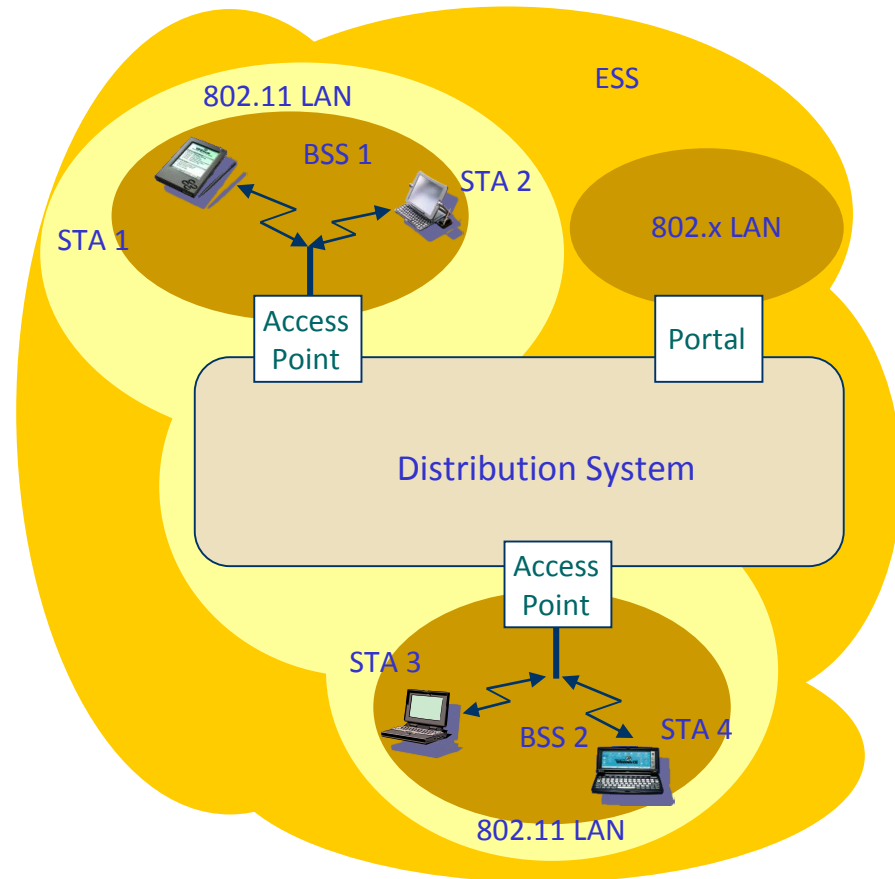 ESS
802.11 LAN
BSS 1
STA 2
STA 1
802.x LAN
Access
Point
Portal
Distribution System
Access
Point
STA 3
BSS 2
STA 4
802.11 LAN